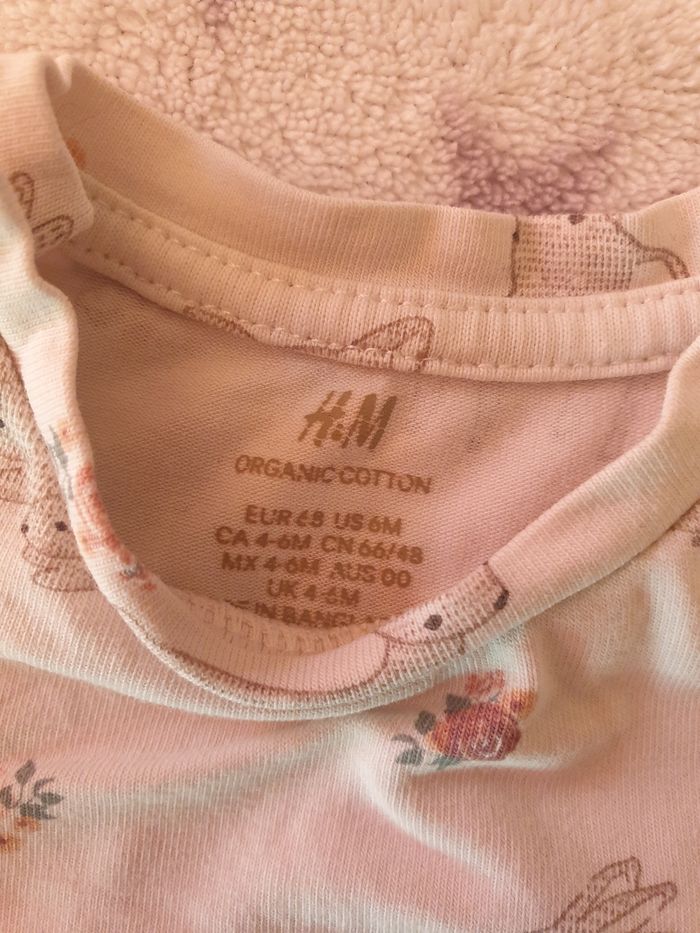 H&M
ORGANIC COTTON
EUR 68 US 6M
CA 4-6M CN 66/48
MX 4-6M AUS 00
UK 4-6M
IN